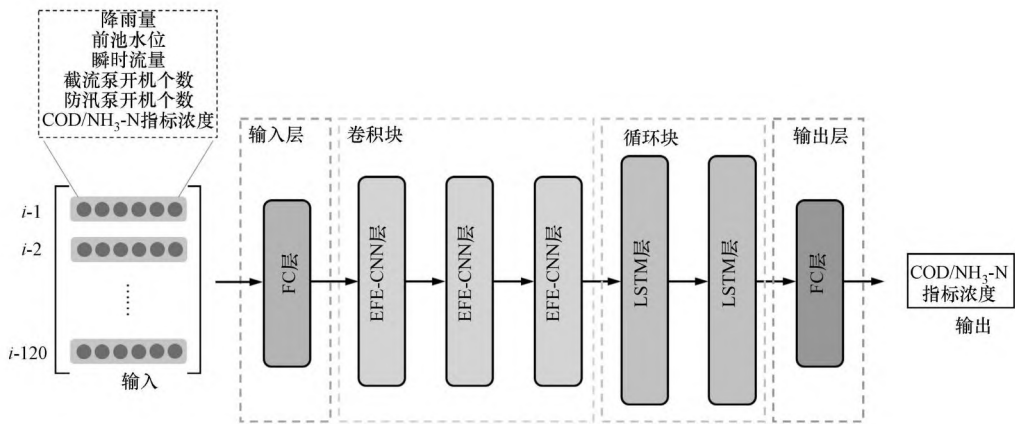 降雨量
前池水位
瞬时流量
截流泵开机个数
防汛泵开机个数
COD/NH₃-N指标浓度
i-1
i-2
……
i-120
输入
输入层
FC层
卷积块
EFE-CNN层
EFE-CNN层
EFE-CNN层
循环块
LSTM层
LSTM层
输出层
FC层
COD/NH₃-N
指标浓度
输出